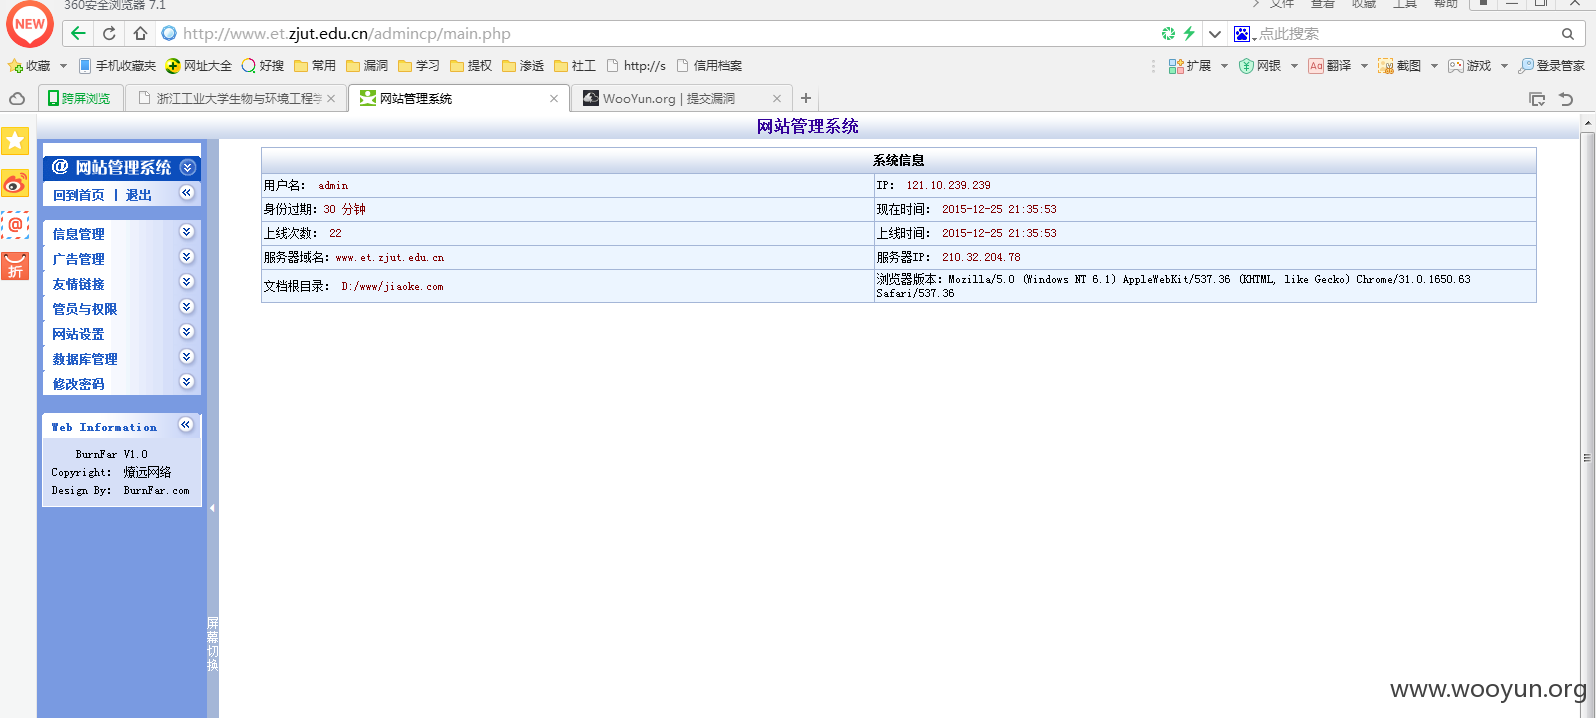 360安全浏览器 7.1
文件 查看 收藏 工具 帮助
NEW
http://www.et.zjut.edu.cn/admincp/main.php
点此搜索
收藏 手机收藏夹 网址大全 好搜 常用 漏洞 学习 提权 渗透 社工 http://s 信用档案
扩展 网银 翻译 截图 游戏 登录管家
跨屏浏览 浙江工业大学生物与环境工程学 网站管理系统 WooYun.org | 提交漏洞
网站管理系统
@ 网站管理系统
回到首页 | 退出
信息管理
广告管理
友情链接
管员与权限
网站设置
数据库管理
修改密码
Web Information
BurnFar V1.0
Copyright: 燎远网络
Design By: BurnFar.com
折
屏幕切换
系统信息
用户名: admin
IP: 121.10.239.239
身份过期:30 分钟
现在时间: 2015-12-25 21:35:53
上线次数: 22
上线时间: 2015-12-25 21:35:53
服务器域名:www.et.zjut.edu.cn
服务器IP: 210.32.204.78
文档根目录: D:/www/jiaoke.com
浏览器版本:Mozilla/5.0 (Windows NT 6.1) AppleWebKit/537.36 (KHTML, like Gecko) Chrome/31.0.1650.63
Safari/537.36
www.wooyun.org